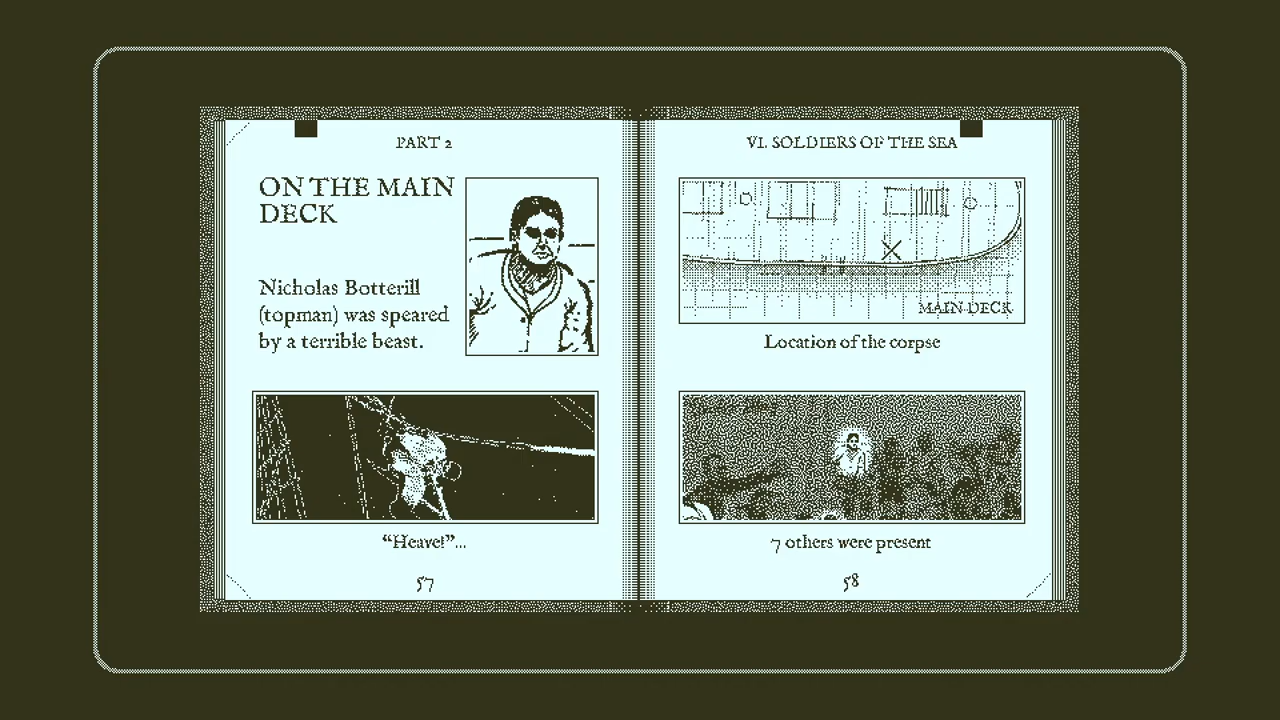 PART 2
ON THE MAIN
DECK
Nicholas Botterill
(topman) was speared
by a terrible beast.
“Heave!”...
57
VI. SOLDIERS OF THE SEA
MAIN DECK
Location of the corpse
7 others were present
58